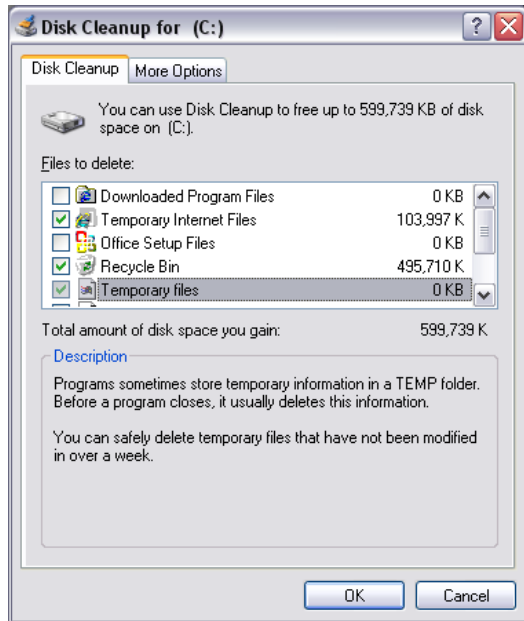 Disk Cleanup for (C:)
Disk Cleanup More Options
You can use Disk Cleanup to free up to 599,739 KB of disk
space on (C:).
Files to delete:
Downloaded Program Files 0 KB
Temporary Internet Files 103,997 K
Office Setup Files 0 KB
Recycle Bin 495,710 K
Temporary files 0 KB
Total amount of disk space you gain: 599,739 K
Description
Programs sometimes store temporary information in a TEMP folder.
Before a program closes, it usually deletes this information.
You can safely delete temporary files that have not been modified
in over a week.
OK Cancel